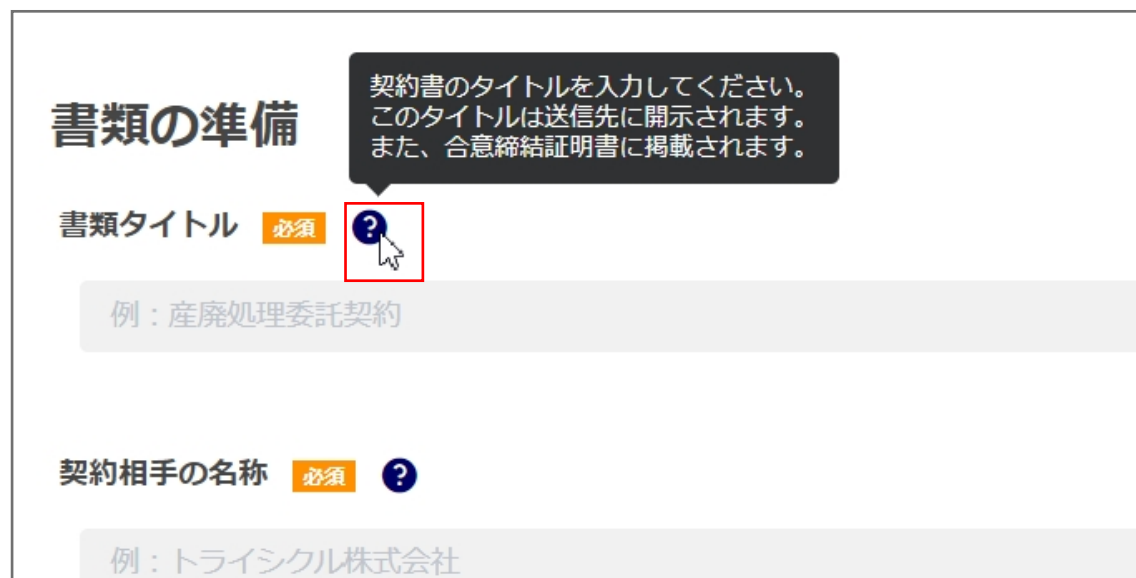 契約書のタイトルを入力してください。
このタイトルは送信先に開示されます。
また、合意締結証明書に掲載されます。
書類の準備
書類タイトル 必須 ?
例：産廃処理委託契約
契約相手の名称 必須 ?
例：トライシクル株式会社